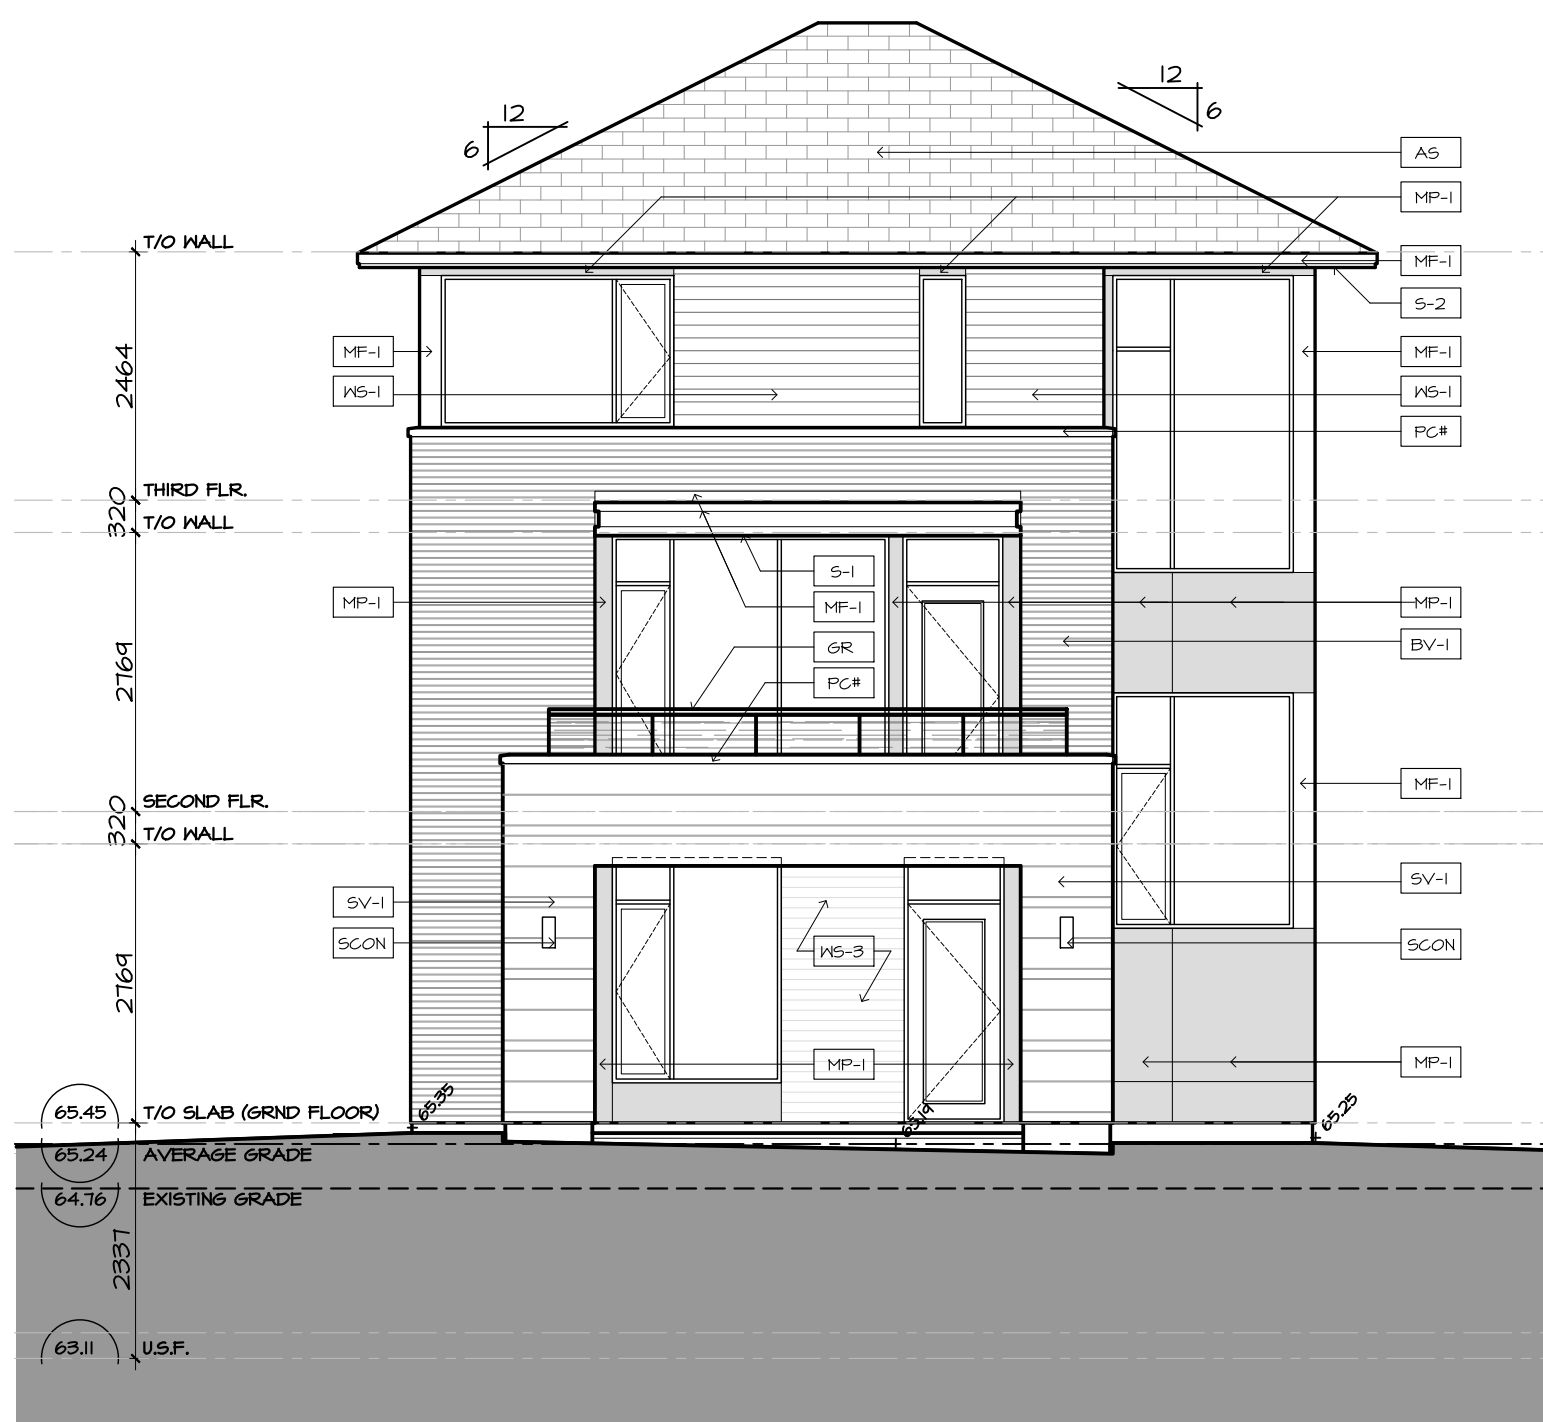 12
6
12
6
AS
MP-1
T/O WALL
MF-1
S-2
MF-1
MF-1
WS-1
WS-1
2464
PC#
THIRD FLR.
320
T/O WALL
S-1
MP-1
MF-1
MP-1
GR
BV-1
2769
PC#
MF-1
SECOND FLR.
320
T/O WALL
SV-1
SV-1
SCON
WS-3
SCON
2769
MP-1
MP-1
65.35
65.19
65.25
65.45
T/O SLAB (GRND FLOOR)
65.24
AVERAGE GRADE
64.76
EXISTING GRADE
2337
63.11
U.S.F.